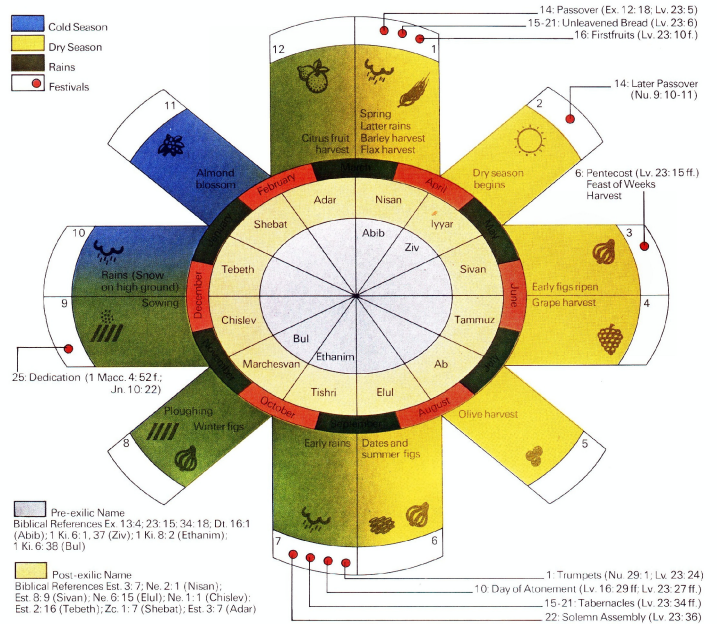 Cold Season
Dry Season
Rains
Festivals
14: Passover (Ex. 12:18; Lv. 23:5)
15-21: Unleavened Bread (Lv. 23:6)
16: Firstfruits (Lv. 23:10 f.)
14: Later Passover
(Nu. 9:10-11)
6: Pentecost (Lv. 23:15 ff.)
Feast of Weeks
Harvest
12
Citrus fruit
harvest
1
Spring
Latter rains
Barley harvest
Flax harvest
2
Dry season
begins
3
Early figs ripen
Grape harvest
4
Olive harvest
5
Dates and
summer figs
6
Early rains
7
Ploughing
Winter figs
8
Sowing
9
10
Rains (Snow
on high ground)
11
Almond
blossom
March
April
May
June
July
August
September
October
November
December
January
February
Nisan
Iyyar
Sivan
Tammuz
Ab
Elul
Tishri
Marchesvan
Chislev
Tebeth
Shebat
Adar
Abib
Ziv
Ethanim
Bul
25: Dedication (1 Macc. 4:52 f.;
Jn. 10:22)
Pre-exilic Name
Biblical References Ex. 13:4; 23:15; 34:18; Dt. 16:1
(Abib); 1 Ki. 6:1, 37 (Ziv); 1 Ki. 8:2 (Ethanim);
1 Ki. 6:38 (Bul)
Post-exilic Name
Biblical References Est. 3:7; Ne. 2:1 (Nisan);
Est. 8:9 (Sivan); Ne. 6:15 (Elul); Ne. 1:1 (Chislev);
Est. 2:16 (Tebeth); Zc. 1:7 (Shebat); Est. 3:7 (Adar)
1: Trumpets (Nu. 29:1; Lv. 23:24)
10: Day of Atonement (Lv. 16:29 ff; Lv. 23:27 ff.)
15-21: Tabernacles (Lv. 23:34 ff.)
22: Solemn Assembly (Lv. 23:36)